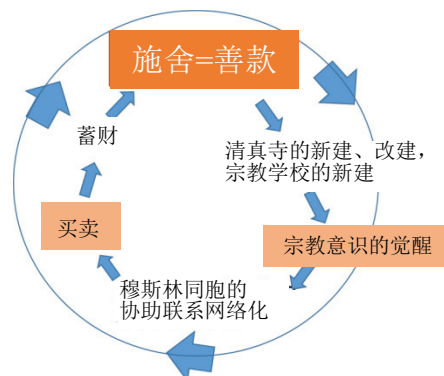 施舍=善款
蓄财
清真寺的新建、改建，
宗教学校的新建
买卖
宗教意识的觉醒
穆斯林同胞的
协助联系网络化